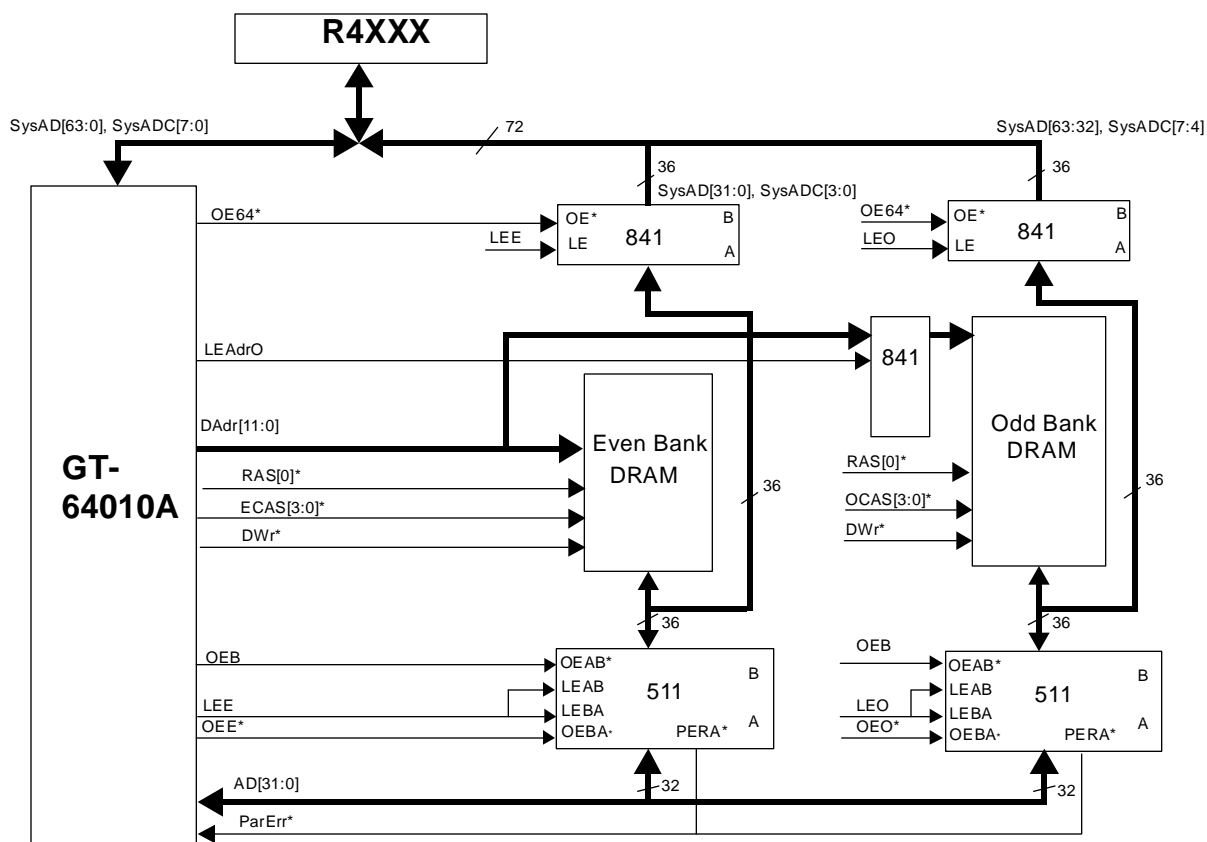 R4XXX
SysAD[63:0], SysADC[7:0]
72
SysAD[63:32], SysADC[7:4]
36
SysAD[31:0], SysADC[3:0]
36
OE64*
OE*
B
LEE
LE
841
A
OE64*
OE*
B
LEO
LE
841
A
LEAdrO
841
DAdr[11:0]
Even Bank
DRAM
Odd Bank
DRAM
GT-
64010A
RAS[0]*
ECAS[3:0]*
DWr*
36
RAS[0]*
OCAS[3:0]*
DWr*
36
36
36
OEB
OEAB*
B
LEAB
511
LEE
LEBA
A
OEE*
OEBA*
PERA*
OEB
OEAB*
B
LEAB
511
LEO
LEBA
A
OEO*
OEBA*
PERA*
AD[31:0]
32
32
ParErr*